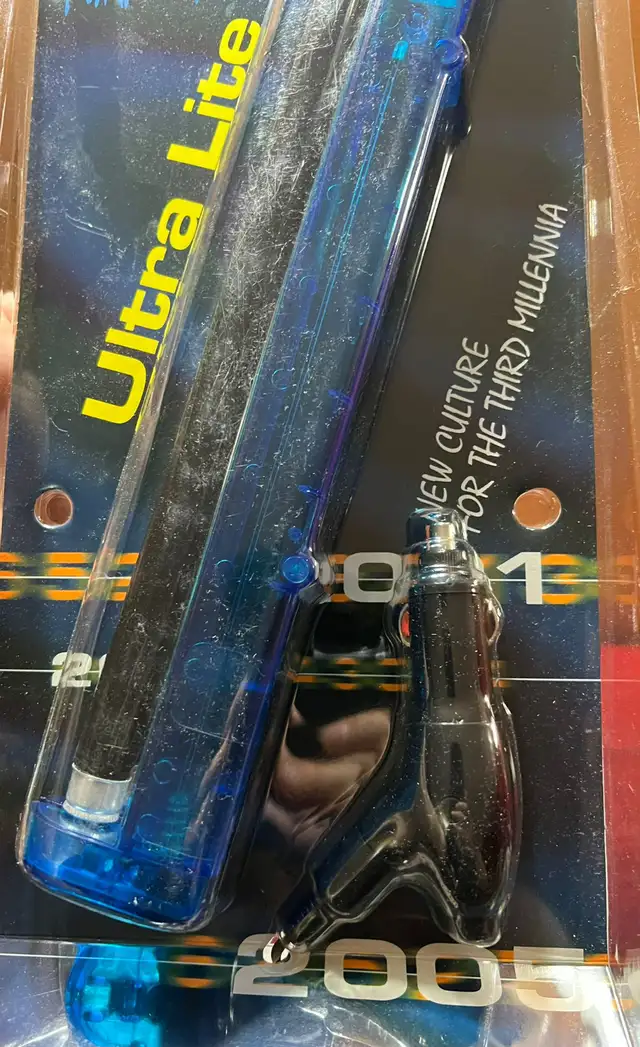 Ultra Lite
NEW CULTURE
FOR THE THIRD MILLENNIA
2005